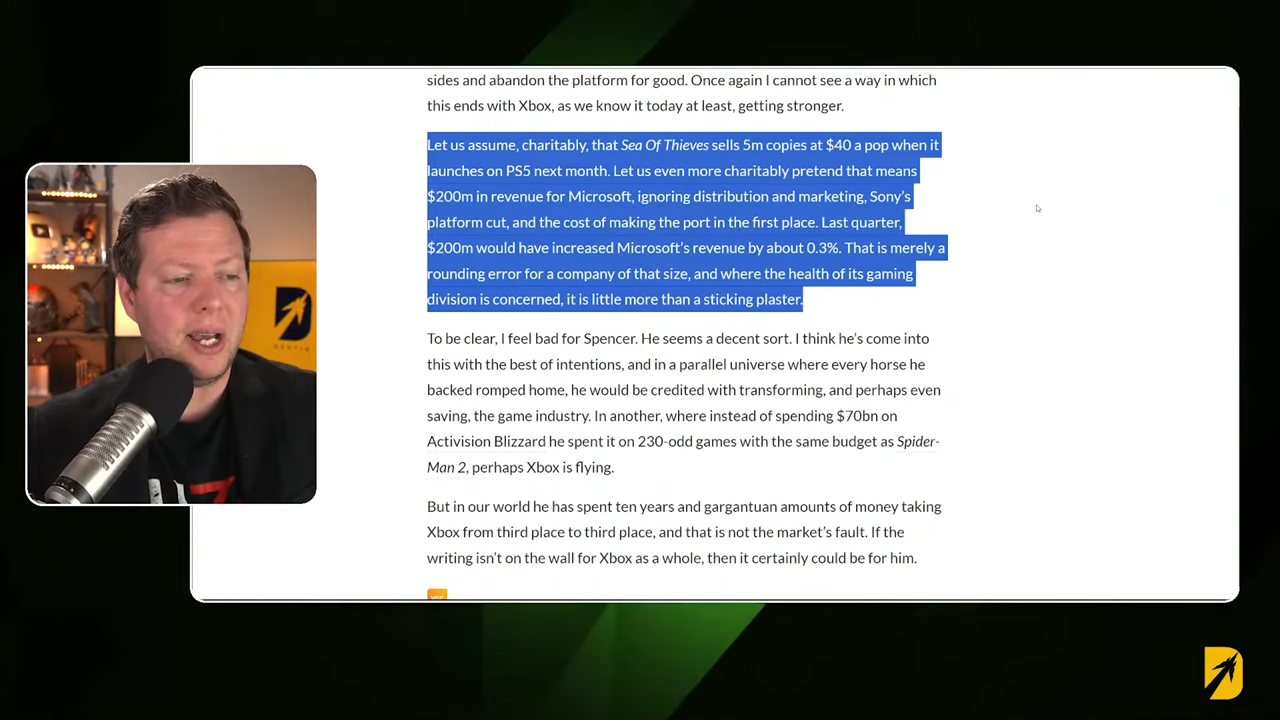 sides and abandon the platform for good. Once again I cannot see a way in which
this ends with Xbox, as we know it today at least, getting stronger.
Let us assume, charitably, that Sea Of Thieves sells 5m copies at $40 a pop when it
launches on PS5 next month. Let us even more charitably pretend that means
$200m in revenue for Microsoft, ignoring distribution and marketing, Sony's
platform cut, and the cost of making the port in the first place. Last quarter,
$200m would have increased Microsoft's revenue by about 0.3%. That is merely a
rounding error for a company of that size, and where the health of its gaming
division is concerned, it is little more than a sticking plaster.
To be clear, I feel bad for Spencer. He seems a decent sort. I think he's come into
this with the best of intentions, and in a parallel universe where every horse he
backed romped home, he would be credited with transforming, and perhaps even
saving, the game industry. In another, where instead of spending $70bn on
Activision Blizzard he spent it on 230-odd games with the same budget as Spider-
Man 2, perhaps Xbox is flying.
But in our world he has spent ten years and gargantuan amounts of money taking
Xbox from third place to third place, and that is not the market's fault. If the
writing isn't on the wall for Xbox as a whole, then it certainly could be for him.